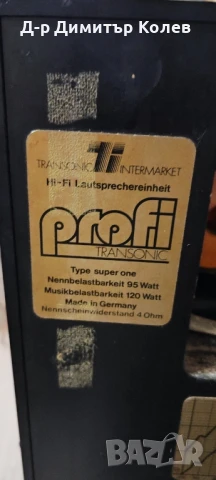 Д-р Димитър Колев
TRANSONIC INTERMARKET
Hi-Fi Lautsprechereinheit
profi
TRANSONIC
Type super one
Nennbelastbarkeit 95 Watt
Musikbelastbarkeit 120 Watt
Made in Germany
Nennscheinwiderstand 4 Ohm
BAZAR
bg